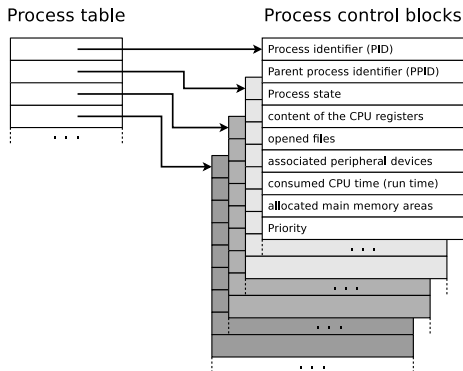 Process table
Process control blocks
Process identifier (PID)
Parent process identifier (PPID)
Process state
content of the CPU registers
opened files
associated peripheral devices
consumed CPU time (run time)
allocated main memory areas
Priority
. . .
. . .
. . .
. . .
. . .